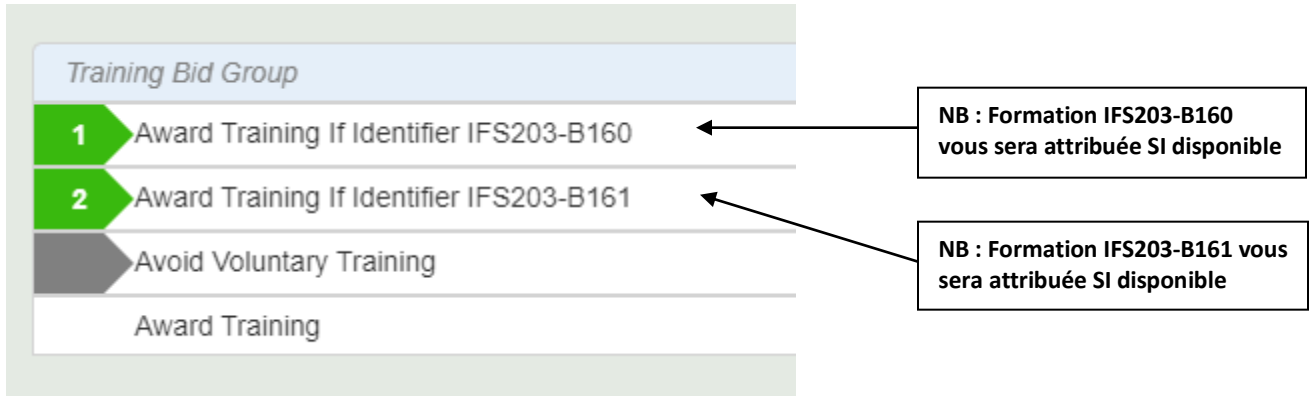 Training Bid Group
1 Award Training If Identifier IFS203-B160
2 Award Training If Identifier IFS203-B161
Avoid Voluntary Training
Award Training
NB : Formation IFS203-B160
vous sera attribuée SI disponible
NB : Formation IFS203-B161 vous
sera attribuée SI disponible